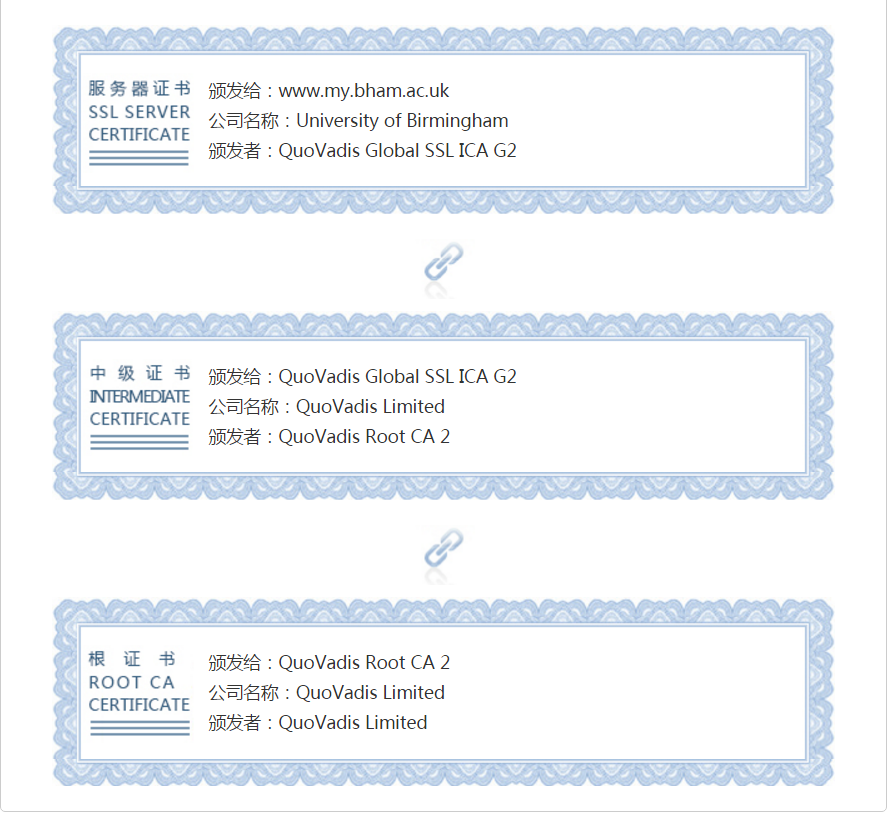 服务器证书
SSL SERVER
CERTIFICATE
颁发给：www.my.bham.ac.uk
公司名称：University of Birmingham
颁发者：QuoVadis Global SSL ICA G2
中级证书
INTERMEDIATE
CERTIFICATE
颁发给：QuoVadis Global SSL ICA G2
公司名称：QuoVadis Limited
颁发者：QuoVadis Root CA 2
根证书
ROOT CA
CERTIFICATE
颁发给：QuoVadis Root CA 2
公司名称：QuoVadis Limited
颁发者：QuoVadis Limited